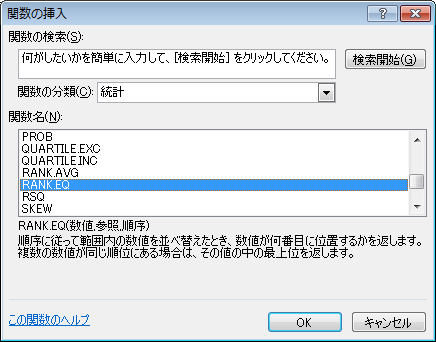 関数の挿入
関数の検索(S):
何がしたいかを簡単に入力して、[検索開始] をクリックしてください。
検索開始(G)
関数の分類(C): 統計
関数名(N):
PROB
QUARTILE.EXC
QUARTILE.INC
RANK.AVG
RANK.EQ
RSQ
SKEW
RANK.EQ(数値,参照,順序)
順序に従って範囲内の数値を並べ替えたとき、数値が何番目に位置するかを返します。
複数の数値が同じ順位にある場合は、その値の中の最上位を返します。
この関数のヘルプ
OK
キャンセル